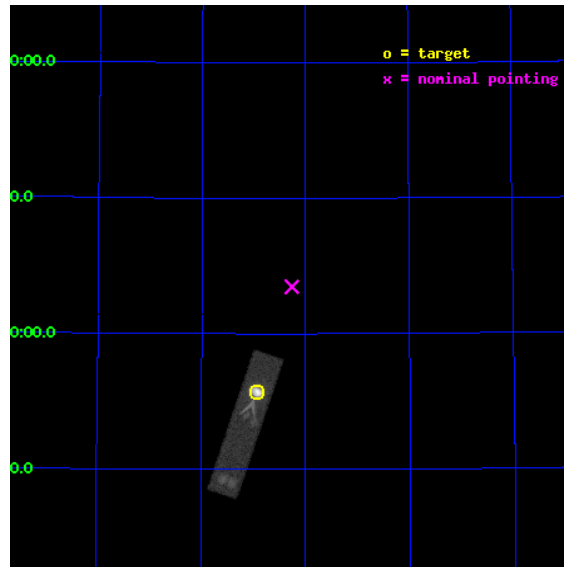 0:00.0
o = target
x = nominal pointing
0.0
0:00.0
0.0